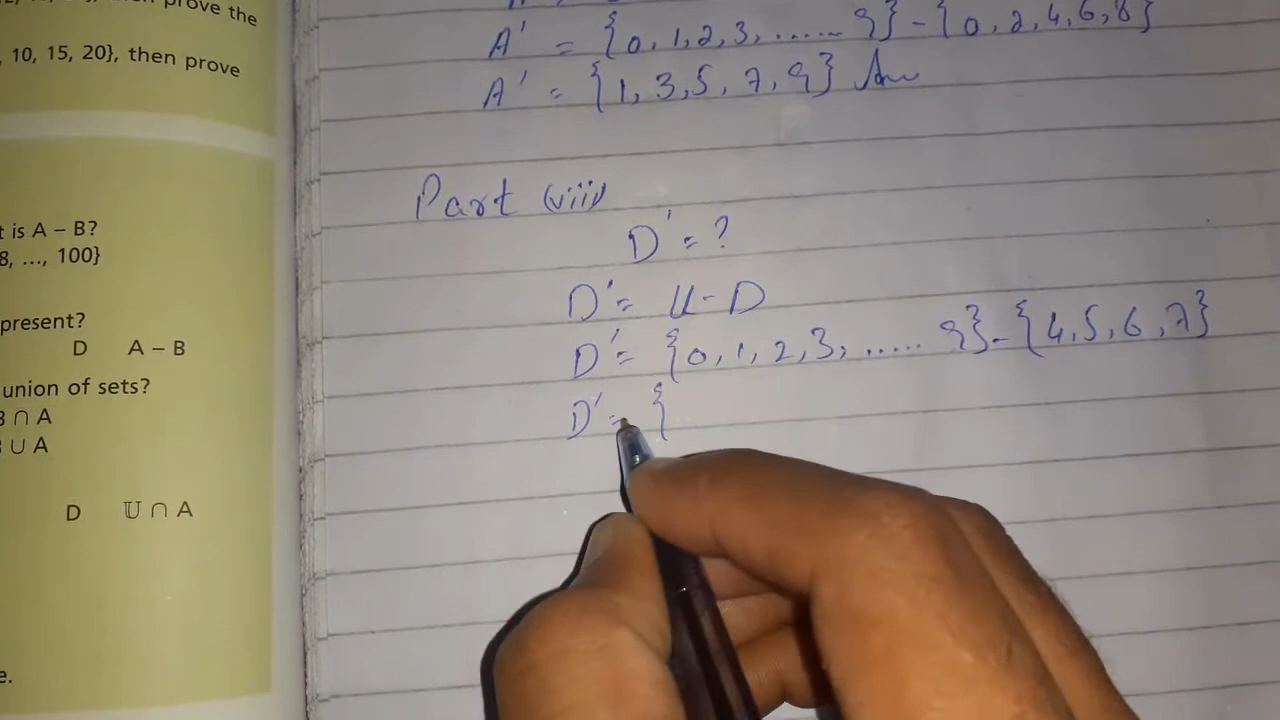 prove the
10, 15, 20}, then prove
is A – B?
8, ..., 100}
present?
D A – B
union of sets?
B ∩ A
∪ A
D 𝕌 ∩ A
e.
A' = {0, 1, 2, 3, ...... 9} - {0, 2, 4, 6, 8}
A' = {1, 3, 5, 7, 9} An
Part (viii)
D' = ?
D' = U - D
D' = {0, 1, 2, 3, ..... 9} - {4, 5, 6, 7}
D' = {